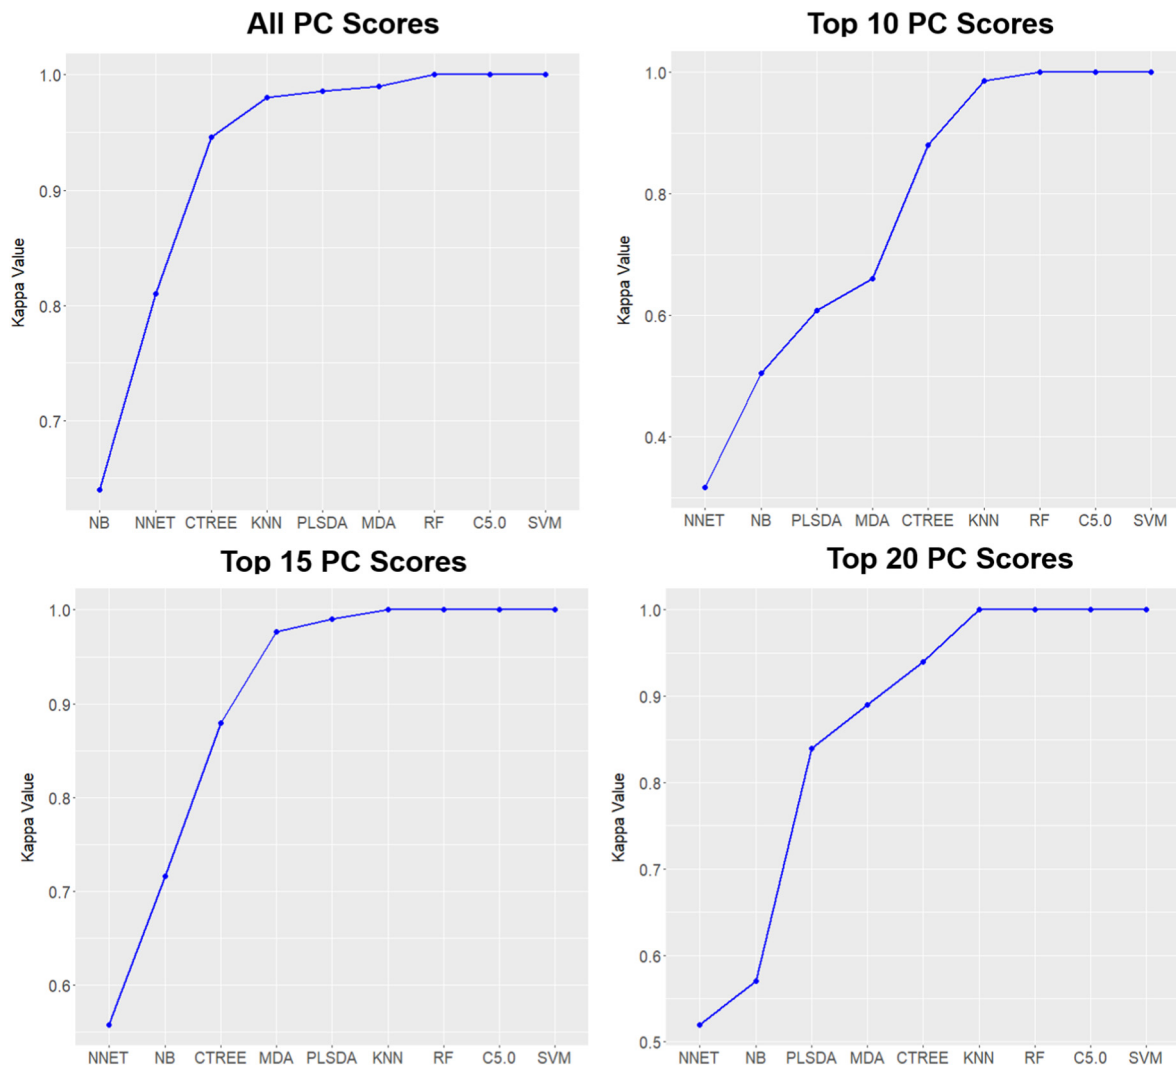 All PC Scores
Kappa Value
1.0
0.9
0.8
0.7
NB NNET CTREE KNN PLSDA MDA RF C5.0 SVM
Top 10 PC Scores
Kappa Value
1.0
0.8
0.6
0.4
NNET NB PLSDA MDA CTREE KNN RF C5.0 SVM
Top 15 PC Scores
Kappa Value
1.0
0.9
0.8
0.7
0.6
NNET NB CTREE MDA PLSDA KNN RF C5.0 SVM
Top 20 PC Scores
Kappa Value
1.0
0.9
0.8
0.7
0.6
0.5
NNET NB PLSDA MDA CTREE KNN RF C5.0 SVM